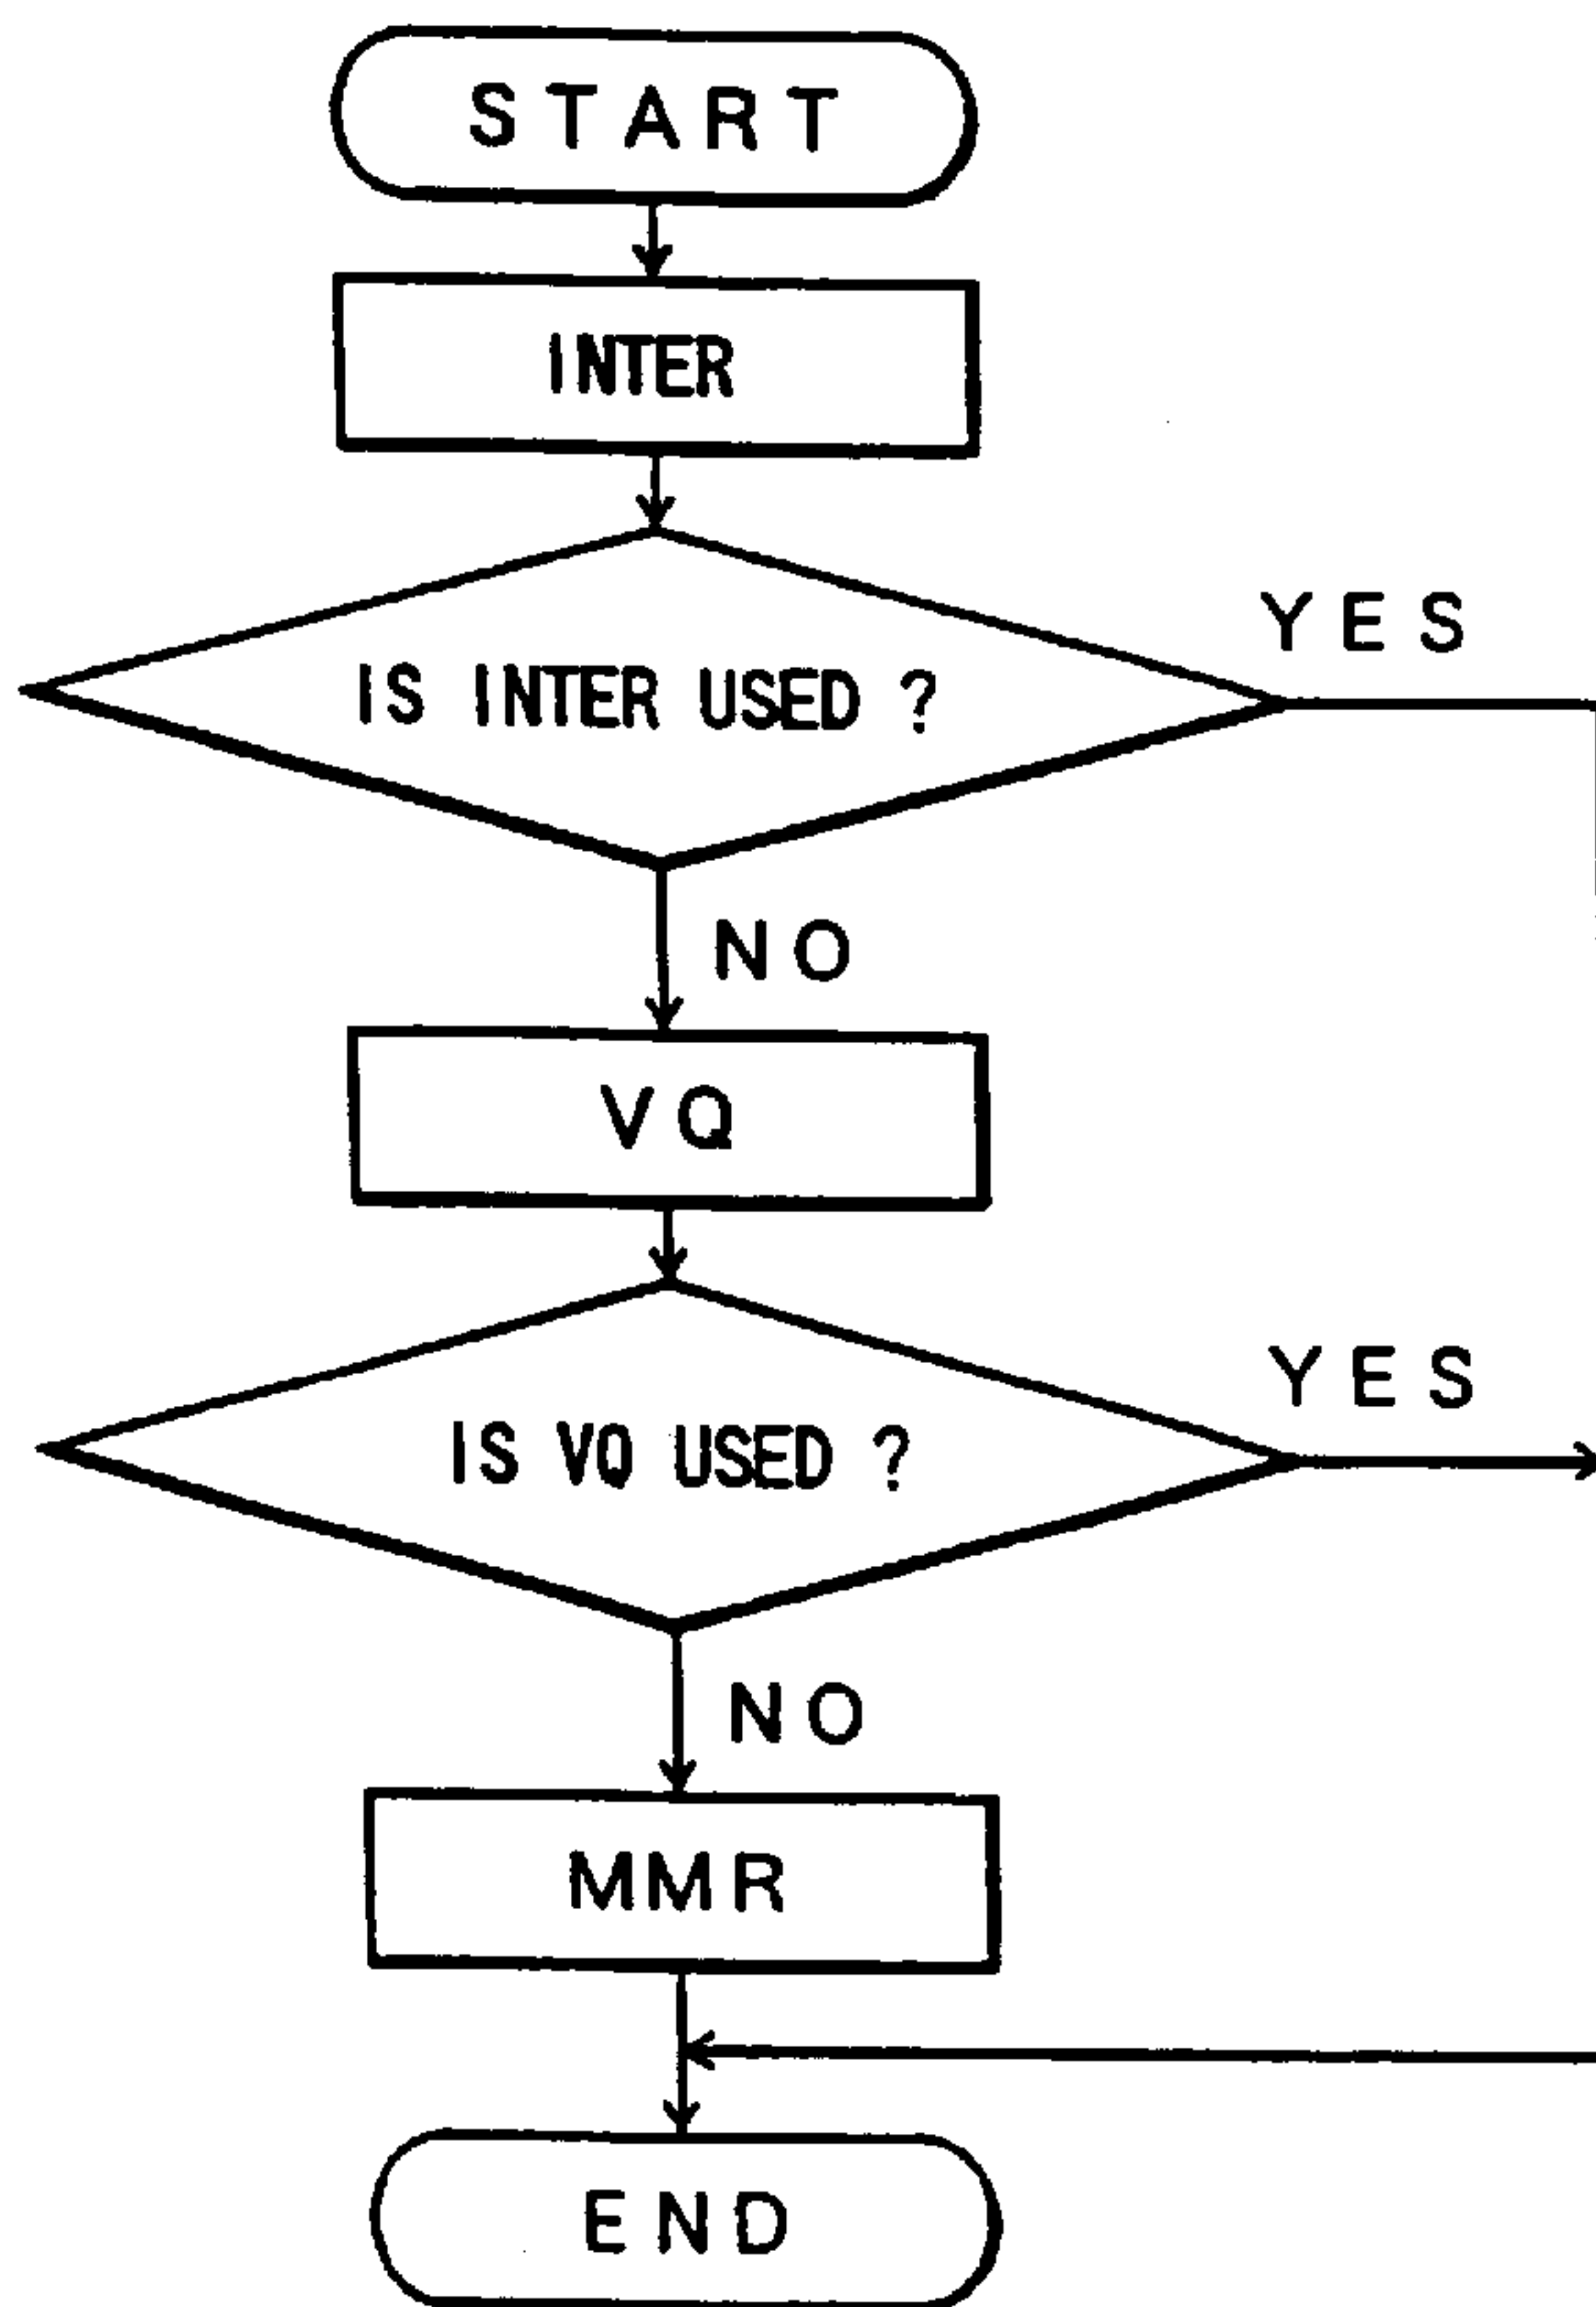 START
INTER
YES
IS INTER USED ?
NO
VQ
YES
IS VQ USED ?
NO
MMR
END